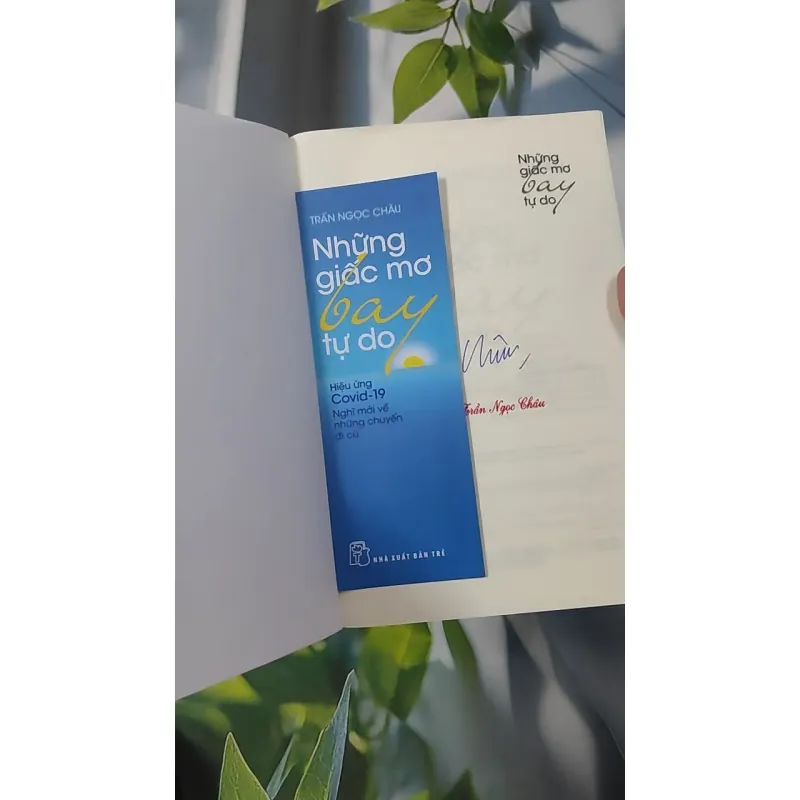 TRẦN NGỌC CHÂU
Những
giấc mơ
bay
tự do
Hiệu ứng
Covid-19
Nghĩ mới về
những chuyến
đi cũ
NHÀ XUẤT BẢN TRẺ
Những
giấc mơ
bay
tự do
Trần Ngọc Châu